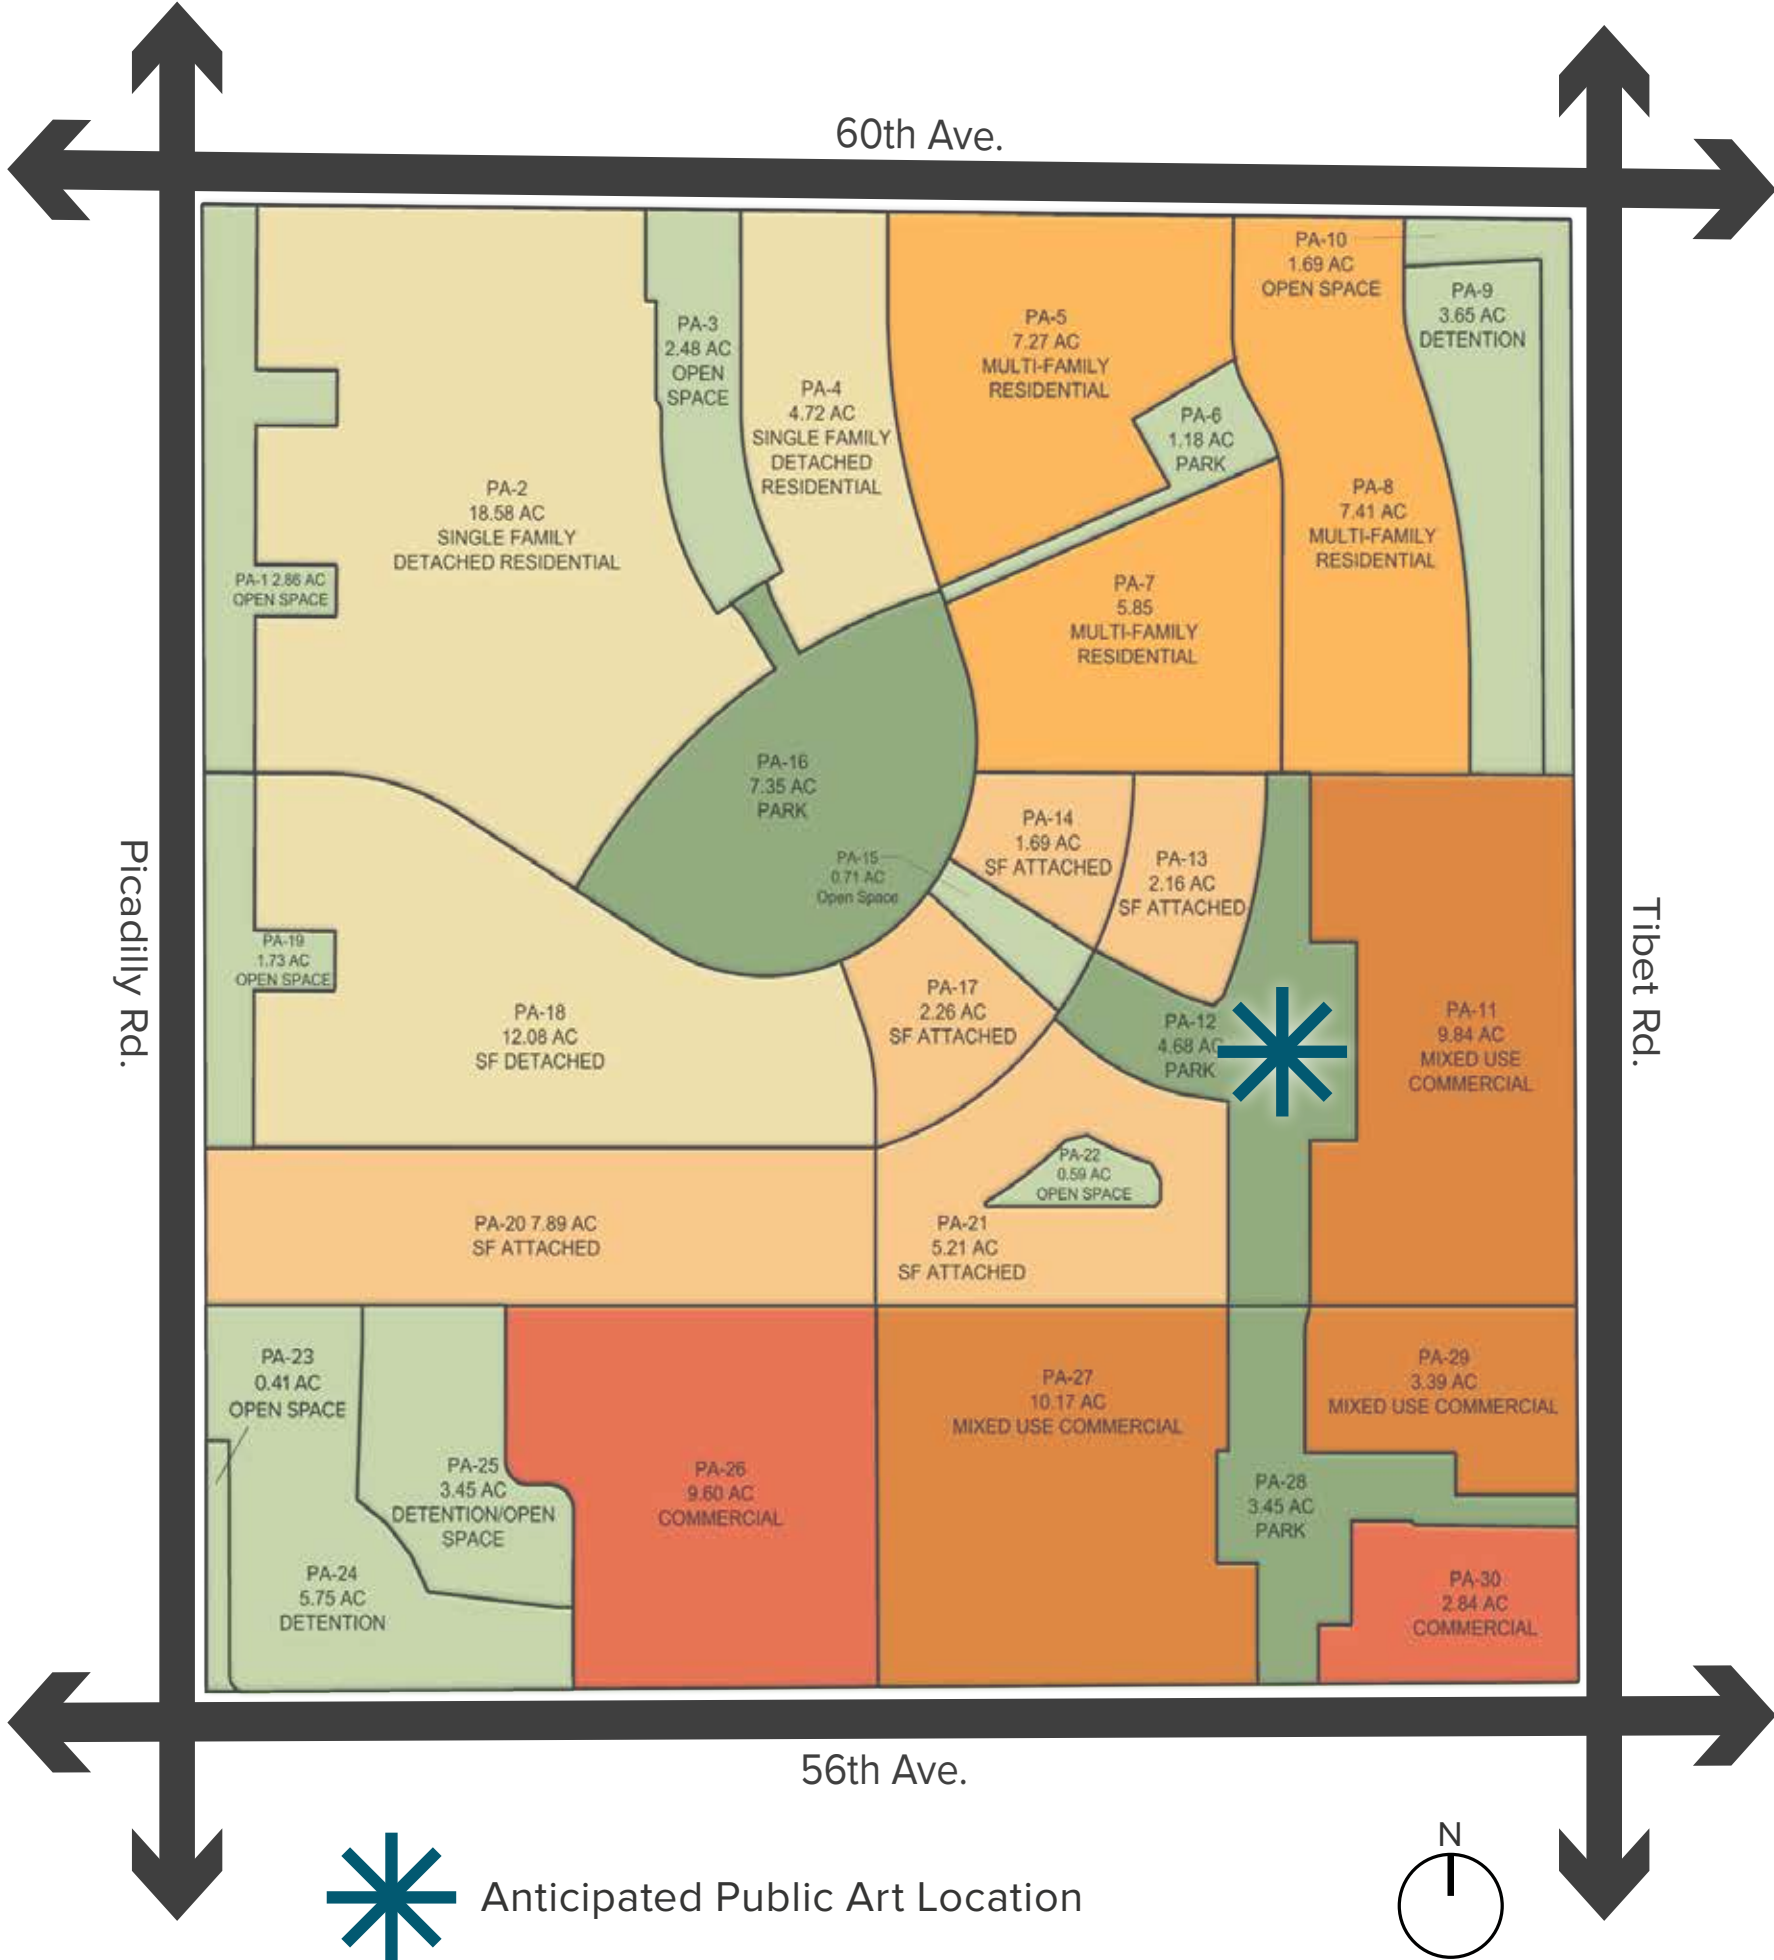 60th Ave.
PA-10
1.69 AC
OPEN SPACE
PA-9
3.65 AC
DETENTION
PA-3
2.48 AC
OPEN
SPACE
PA-5
7.27 AC
MULTI-FAMILY
RESIDENTIAL
PA-4
4.72 AC
SINGLE FAMILY
DETACHED
RESIDENTIAL
PA-6
1.18 AC
PARK
PA-2
18.58 AC
SINGLE FAMILY
DETACHED RESIDENTIAL
PA-8
7.41 AC
MULTI-FAMILY
RESIDENTIAL
PA-1 2.86 AC
OPEN SPACE
PA-7
5.85
MULTI-FAMILY
RESIDENTIAL
PA-16
7.35 AC
PARK
PA-15
0.71 AC
Open Space
PA-14
1.69 AC
SF ATTACHED
PA-13
2.16 AC
SF ATTACHED
Picadilly Rd.
Tibet Rd.
PA-19
1.73 AC
OPEN SPACE
PA-18
12.08 AC
SF DETACHED
PA-17
2.26 AC
SF ATTACHED
PA-12
4.68 AC
PARK
PA-11
9.84 AC
MIXED USE
COMMERCIAL
PA-22
0.59 AC
OPEN SPACE
PA-20 7.89 AC
SF ATTACHED
PA-21
5.21 AC
SF ATTACHED
PA-23
0.41 AC
OPEN SPACE
PA-27
10.17 AC
MIXED USE COMMERCIAL
PA-29
3.39 AC
MIXED USE COMMERCIAL
PA-25
3.45 AC
DETENTION/OPEN
SPACE
PA-26
9.60 AC
COMMERCIAL
PA-28
3.45 AC
PARK
PA-24
5.75 AC
DETENTION
PA-30
2.84 AC
COMMERCIAL
56th Ave.
Anticipated Public Art Location
N